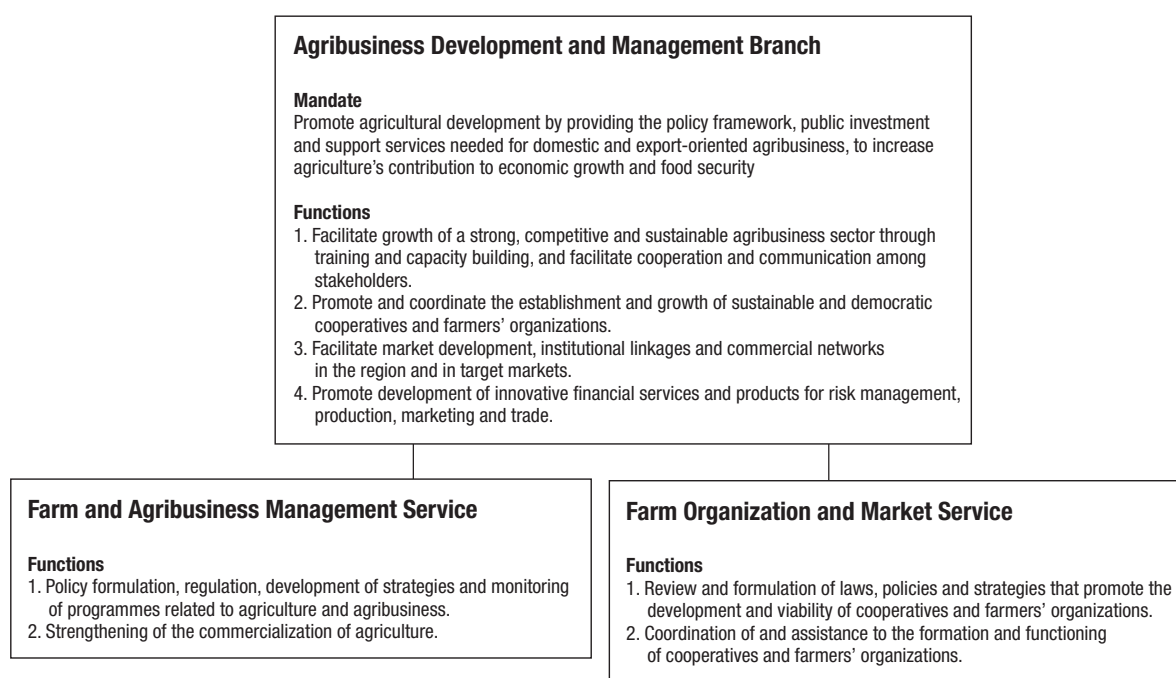 Agribusiness Development and Management Branch
Mandate
Promote agricultural development by providing the policy framework, public investment
and support services needed for domestic and export-oriented agribusiness, to increase
agriculture’s contribution to economic growth and food security
Functions
1. Facilitate growth of a strong, competitive and sustainable agribusiness sector through
training and capacity building, and facilitate cooperation and communication among
stakeholders.
2. Promote and coordinate the establishment and growth of sustainable and democratic
cooperatives and farmers’ organizations.
3. Facilitate market development, institutional linkages and commercial networks
in the region and in target markets.
4. Promote development of innovative financial services and products for risk management,
production, marketing and trade.
Farm and Agribusiness Management Service
Functions
1. Policy formulation, regulation, development of strategies and monitoring
of programmes related to agriculture and agribusiness.
2. Strengthening of the commercialization of agriculture.
Farm Organization and Market Service
Functions
1. Review and formulation of laws, policies and strategies that promote the
development and viability of cooperatives and farmers’ organizations.
2. Coordination of and assistance to the formation and functioning
of cooperatives and farmers’ organizations.